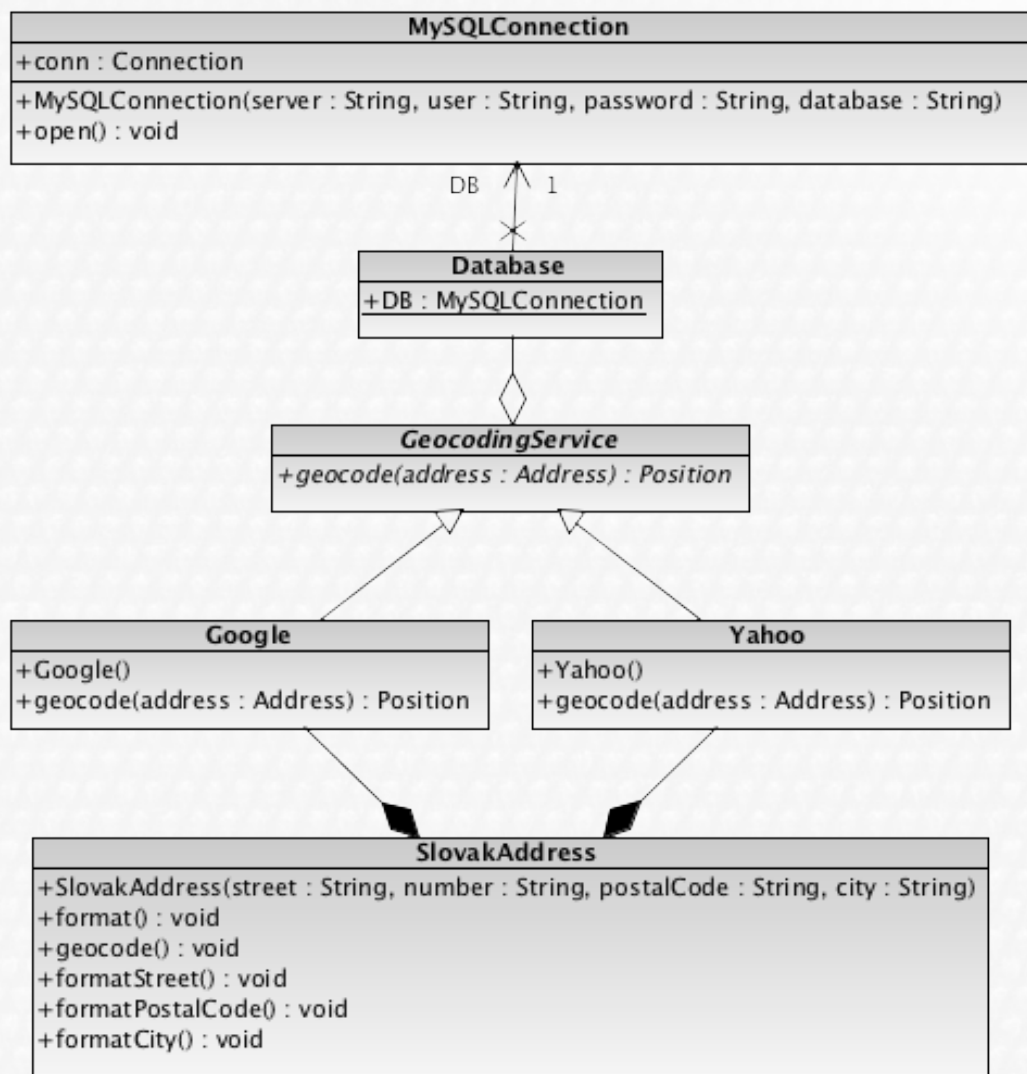 MySQLConnection
+conn : Connection
+MySQLConnection(server : String, user : String, password : String, database : String)
+open() : void
DB 1
Database
+DB : MySQLConnection
GeocodingService
+geocode(address : Address) : Position
Google
+Google()
+geocode(address : Address) : Position
Yahoo
+Yahoo()
+geocode(address : Address) : Position
SlovakAddress
+SlovakAddress(street : String, number : String, postalCode : String, city : String)
+format() : void
+geocode() : void
+formatStreet() : void
+formatPostalCode() : void
+formatCity() : void